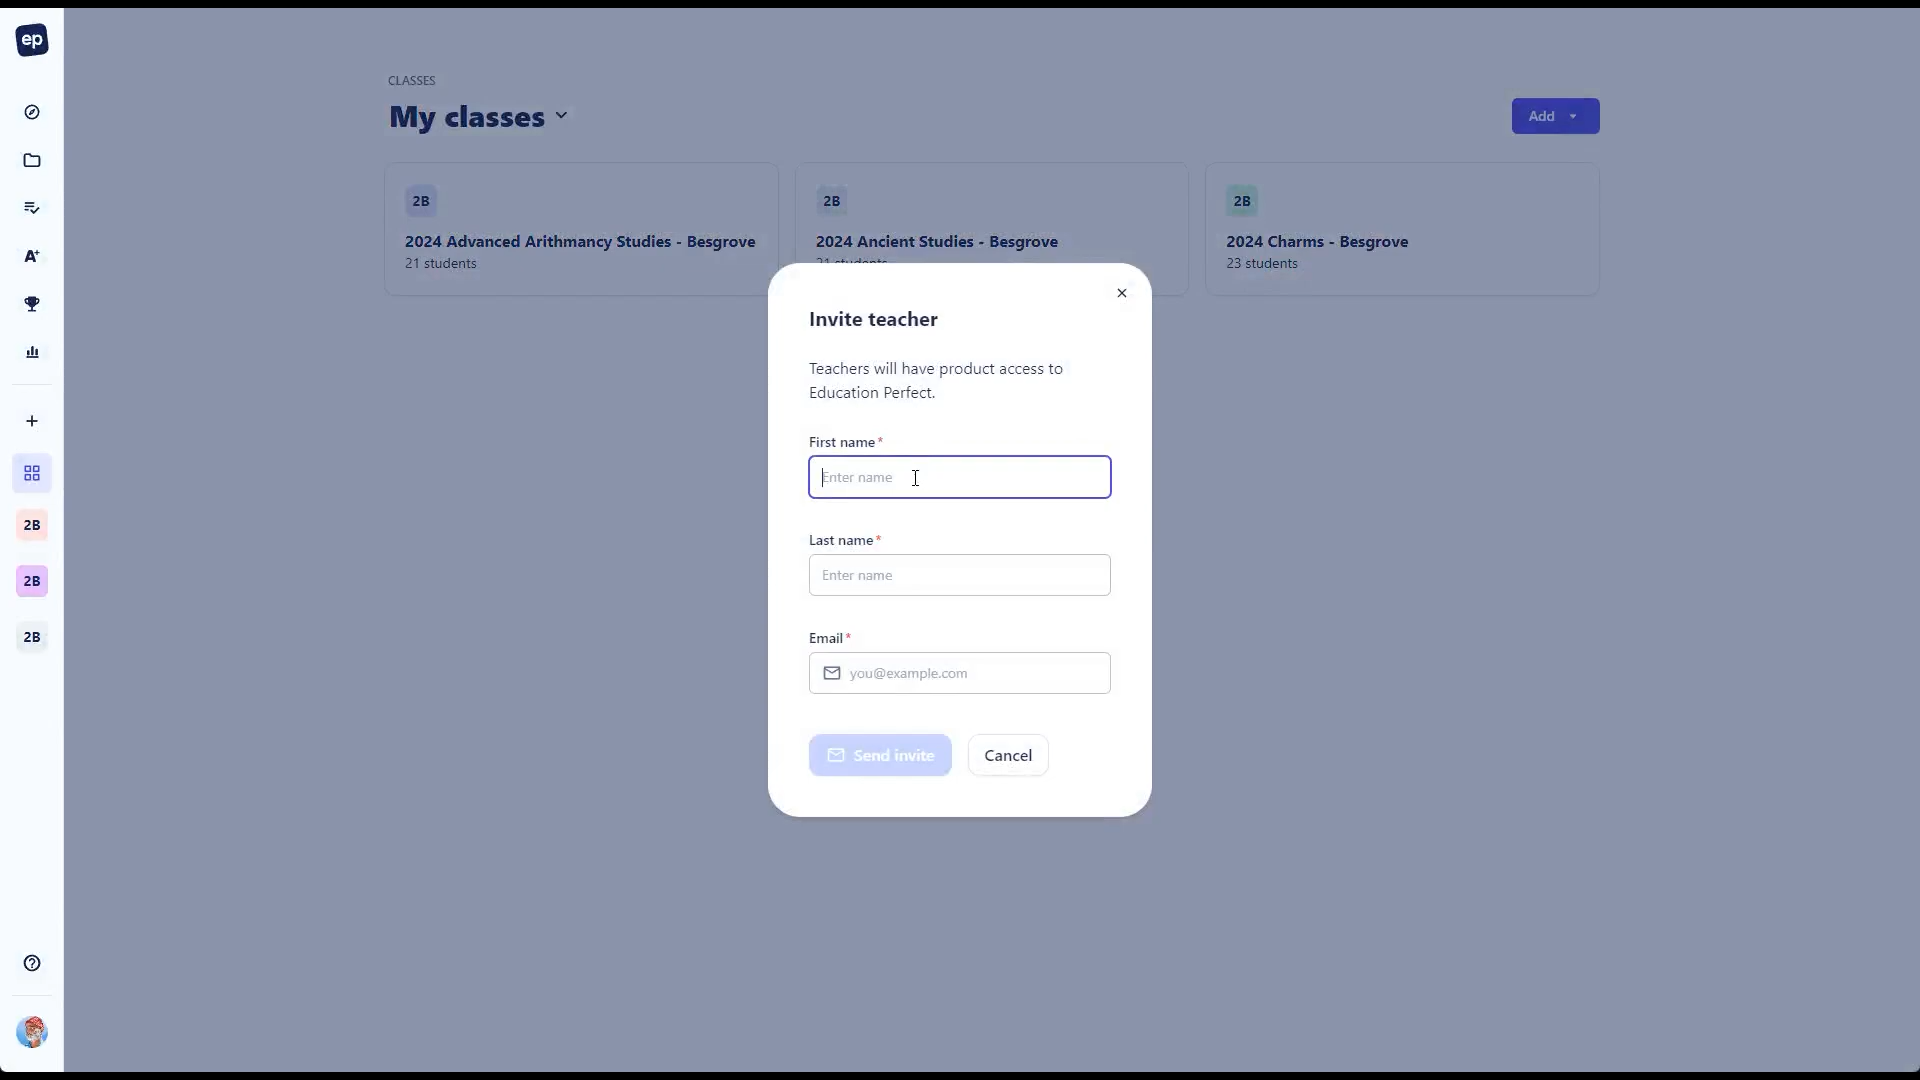 ep
CLASSES
My classes
Add
2B
2024 Advanced Arithmancy Studies - Besgrove
21 students
2B
2024 Ancient Studies - Besgrove
21 students
2B
2024 Charms - Besgrove
23 students
A+
2B
2B
2B
Invite teacher
Teachers will have product access to
Education Perfect.
First name*
Enter name
Last name*
Enter name
Email*
you@example.com
Send invite
Cancel